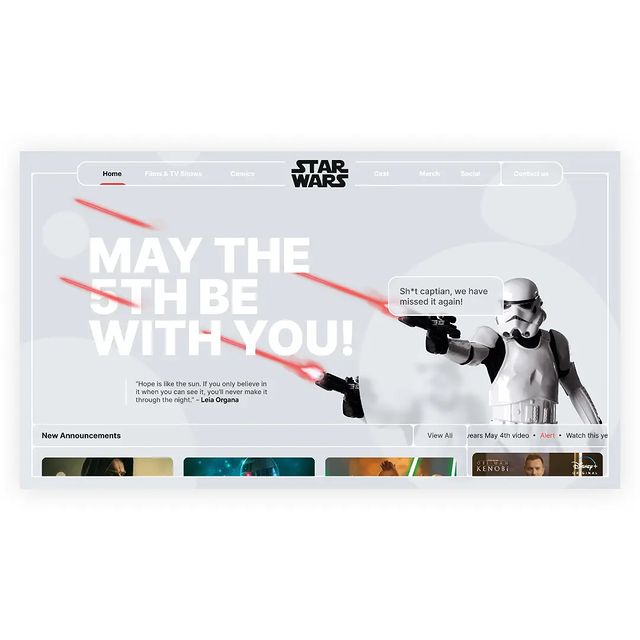 Home
Films & TV Shows
Comics
STAR
WARS
Cast
Merch
Social
Contact us
MAY THE
5TH BE
WITH YOU!
Sh*t captian, we have
missed it again!
"Hope is like the sun. If you only believe in
it when you can see it, you'll never make it
through the night." - Leia Organa
New Announcements
View All
years May 4th video • Alert • Watch this ye
OBI-WAN
KENOBI
Disney+
ORIGINAL